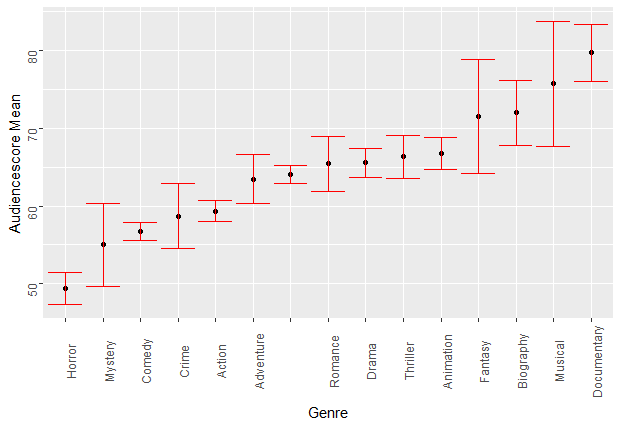 Audiencescore.Mean
80
70
60
50
Horror
Mystery
Comedy
Crime
Action
Adventure
Romance
Drama
Thriller
Animation
Fantasy
Biography
Musical
Documentary
Genre